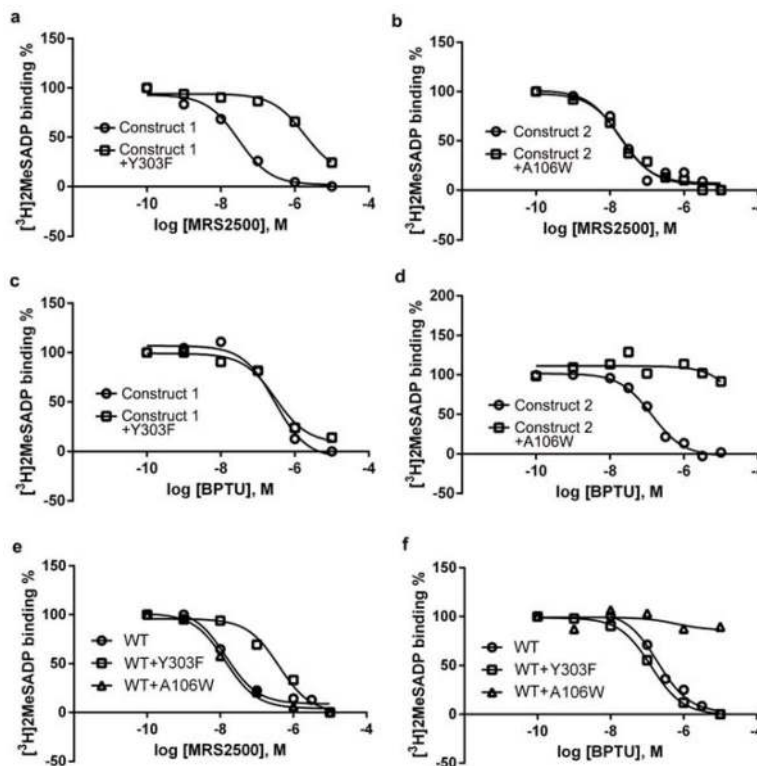 a
[³H]2MeSADP binding %
150
100
50
0
-50
Construct 1
Construct 1
+Y303F
-10
-8
-6
-4
log [MRS2500], M
b
[³H]2MeSADP binding %
150
100
50
0
-50
Construct 2
Construct 2
+A106W
-10
-8
-6
-4
log [MRS2500], M
c
[³H]2MeSADP binding %
150
100
50
0
-50
Construct 1
Construct 1
+Y303F
-10
-8
-6
-4
log [BPTU], M
d
[³H]2MeSADP binding %
200
150
100
50
0
-50
Construct 2
Construct 2
+A106W
-10
-8
-6
-4
log [BPTU], M
e
[³H]2MeSADP binding %
150
100
50
0
-50
WT
WT+Y303F
WT+A106W
-10
-8
-6
-4
log [MRS2500], M
f
[³H]2MeSADP binding %
150
100
50
0
-50
WT
WT+Y303F
WT+A106W
-10
-8
-6
-4
log [BPTU], M